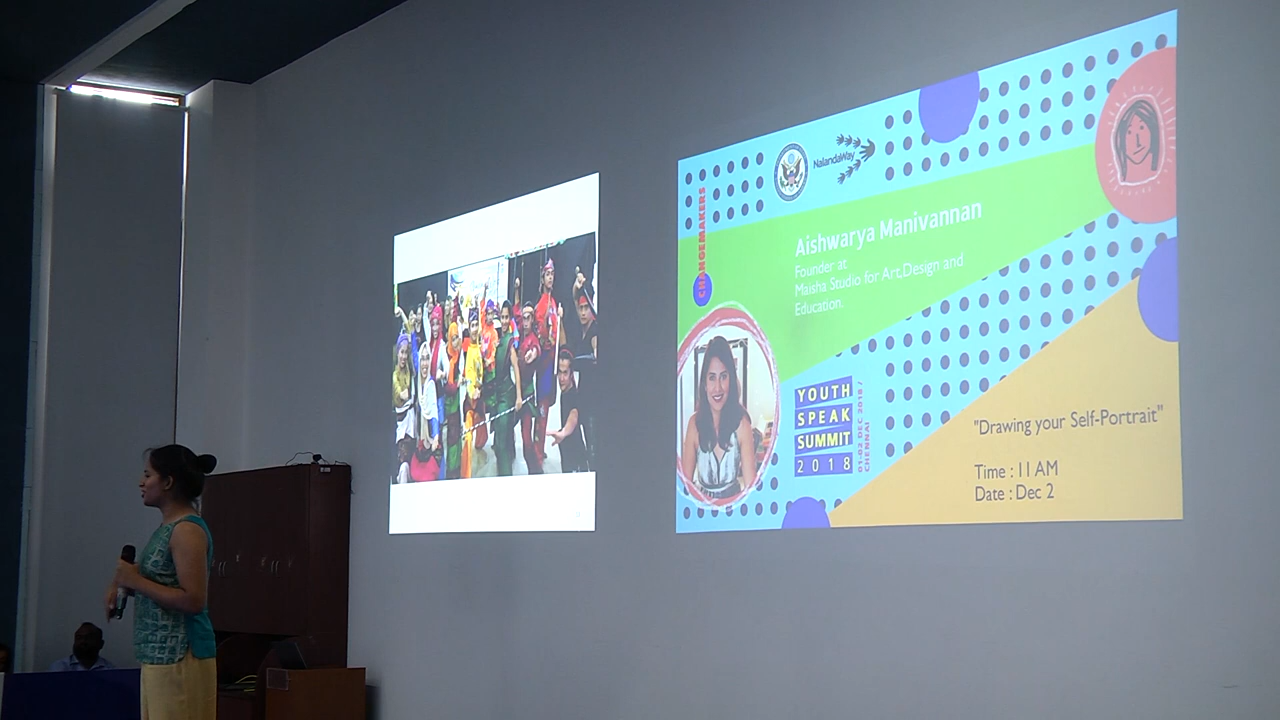 NalandaWay
CHANGEMAKERS
Aishwarya Manivannan
Founder at
Maisha Studio for Art,Design and
Education.
YOUTH
SPEAK
SUMMIT
2018
01-02 DEC 2018 /
CHENNAI
"Drawing your Self-Portrait"
Time : 11 AM
Date : Dec 2